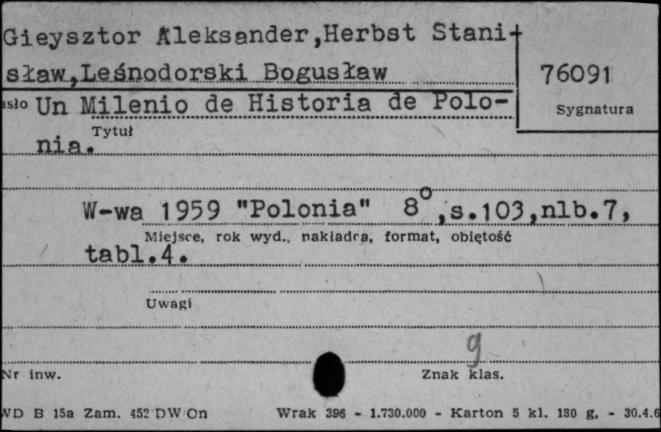 Gieysztor Aleksander,Herbst Stani-
sław,Leśnodorski Bogusław
76091
Sygnatura
Un Milenio de Historia de Polo-
Tytuł
nia.
W-wa 1959 "Polonia" 8°,s.103,nlb.7,
Miejsce, rok wyd., nakładca, format, objętość
tabl.4.
Uwagi
g
Nr inw.
Znak klas.
WD B 15a Zam. 452 DW On
Wrak 396 - 1.730.000 - Karton 5 kl. 180 g. - 30.4.6